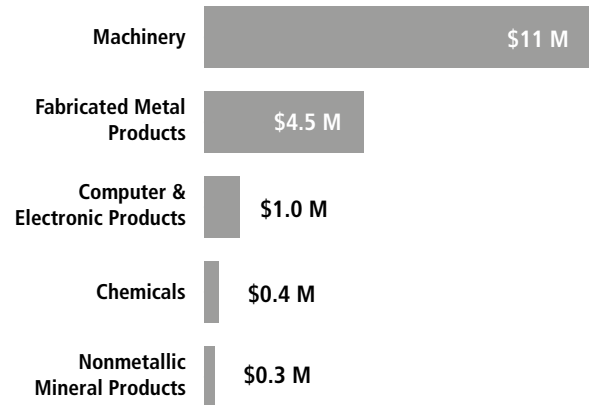 Machinery
$11 M
Fabricated Metal
Products
$4.5 M
Computer &
Electronic Products
$1.0 M
Chemicals
$0.4 M
Nonmetallic
Mineral Products
$0.3 M